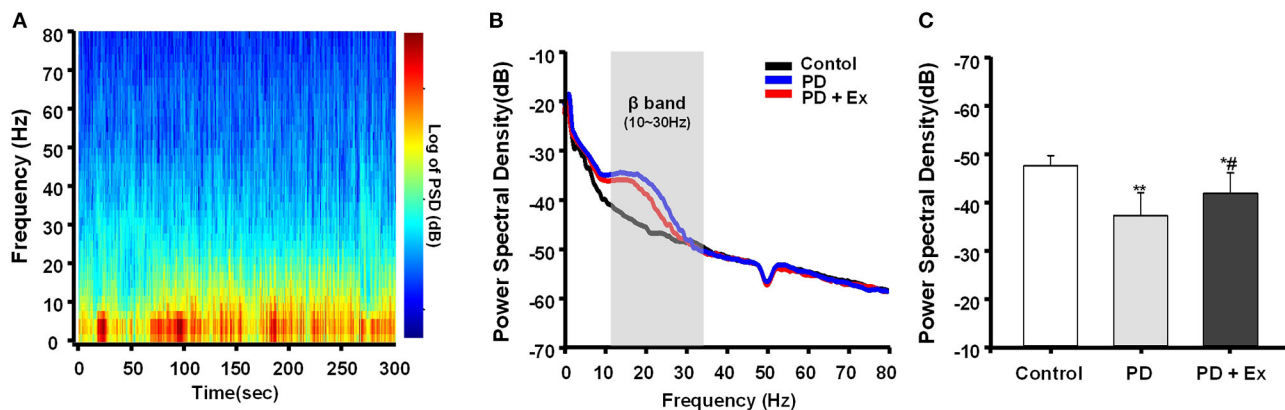 A
80
70
60
50
40
30
20
10
0
Frequency (Hz)
0
50
100
150
200
250
300
Time(sec)
Log of PSD (dB)
B
-10
-20
-30
-40
-50
-60
-70
Power Spectral Density(dB)
Contol
PD
PD + Ex
β band
(10~30Hz)
0
10
20
30
40
50
60
70
80
Frequency (Hz)
C
-70
-60
-50
-40
-30
-20
-10
Power Spectral Density(dB)
**
*#
Control
PD
PD + Ex